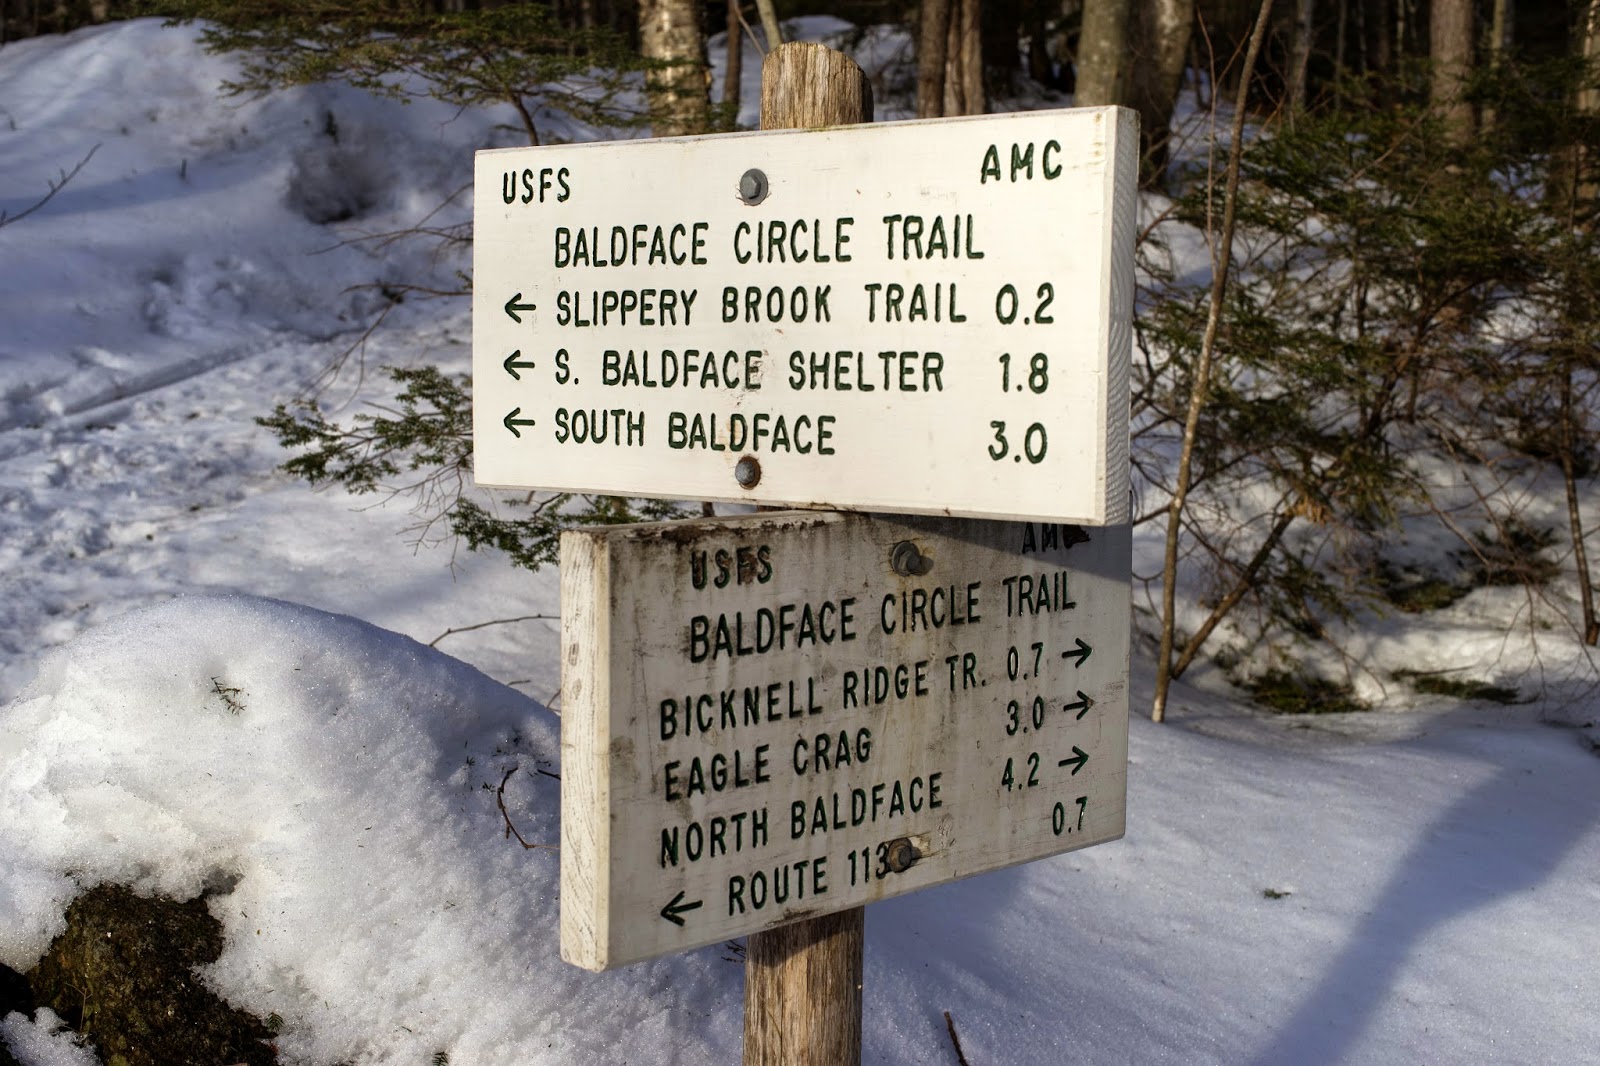 USFS AMC
BALDFACE CIRCLE TRAIL
← SLIPPERY BROOK TRAIL 0.2
← S. BALDFACE SHELTER 1.8
← SOUTH BALDFACE 3.0
USFS AMC
BALDFACE CIRCLE TRAIL
BICKNELL RIDGE TR. 0.7 →
EAGLE CRAG 3.0 →
NORTH BALDFACE 4.2 →
← ROUTE 113 0.7